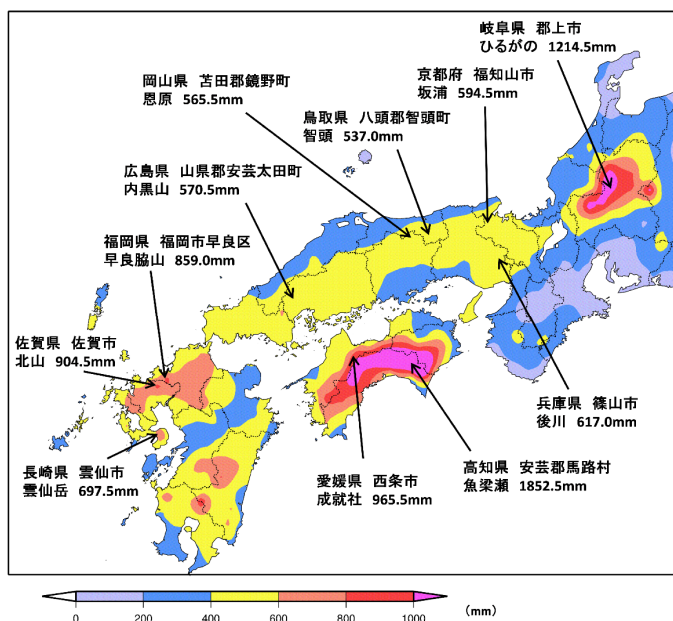 岐阜県 郡上市
ひるがの 1214.5mm
岡山県 苫田郡鏡野町
恩原 565.5mm
京都府 福知山市
坂浦 594.5mm
鳥取県 八頭郡智頭町
智頭 537.0mm
広島県 山県郡安芸太田町
内黒山 570.5mm
福岡県 福岡市早良区
早良脇山 859.0mm
佐賀県 佐賀市
北山 904.5mm
兵庫県 篠山市
後川 617.0mm
長崎県 雲仙市
雲仙岳 697.5mm
愛媛県 西条市
成就社 965.5mm
高知県 安芸郡馬路村
魚梁瀬 1852.5mm
0 200 400 600 800 1000 (mm)